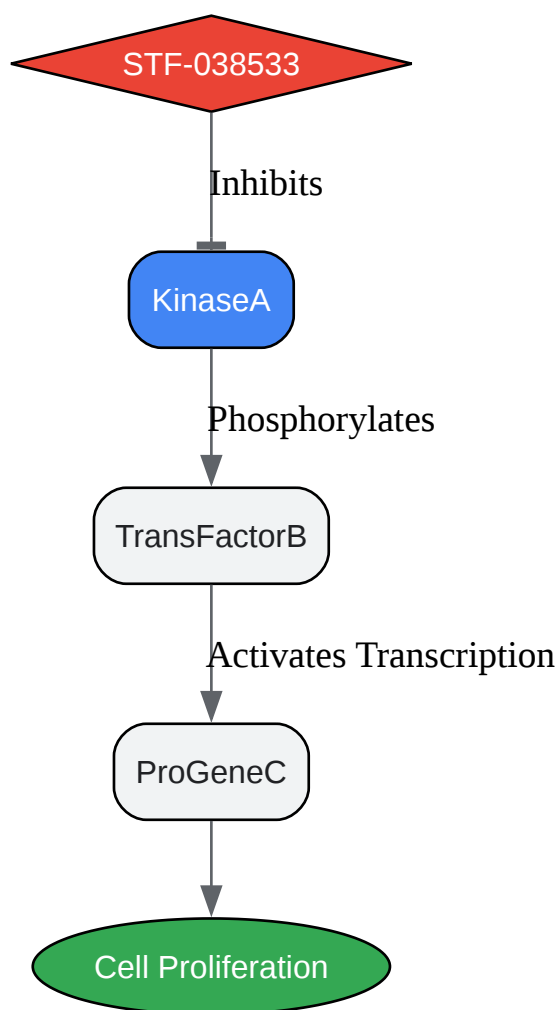 STF-038533
Inhibits
KinaseA
Phosphorylates
TransFactorB
Activates Transcription
ProGeneC
Cell Proliferation